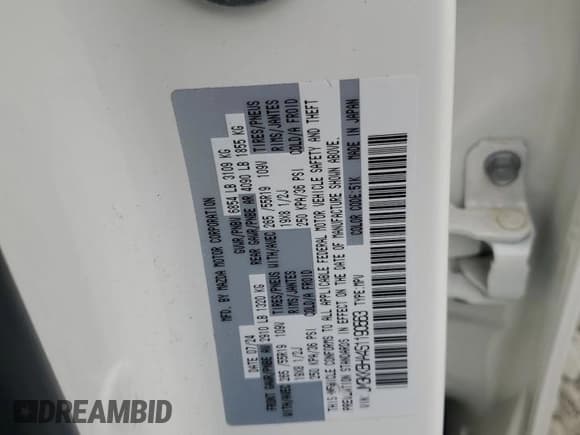 MFD. BY MAZDA MOTOR CORPORATION
DATE 07/24 GVWR/PNBV 6854 LB 3109 KG
FRONT GAWR/PNBE AV 2910 LB 1320 KG REAR GAWR/PNBE AR 4090 LB 1855 KG
WITH/AVEC 265 /55R19 109V TIRES/PNEUS WITH/AVEC 265 /55R19 109V TIRES/PNEUS
19X8 1/2J RIMS/JANTES 19X8 1/2J RIMS/JANTES
250 KPA/36 PSI COLD/A FROID 250 KPA/36 PSI COLD/A FROID
THIS VEHICLE CONFORMS TO ALL APPLICABLE FEDERAL MOTOR VEHICLE SAFETY AND THEFT
PREVENTION STANDARDS IN EFFECT ON THE DATE OF MANUFACTURE SHOWN ABOVE.
COLOR CODE:51K MADE IN JAPAN
VIN: TYPE:MPV
DREAMBID